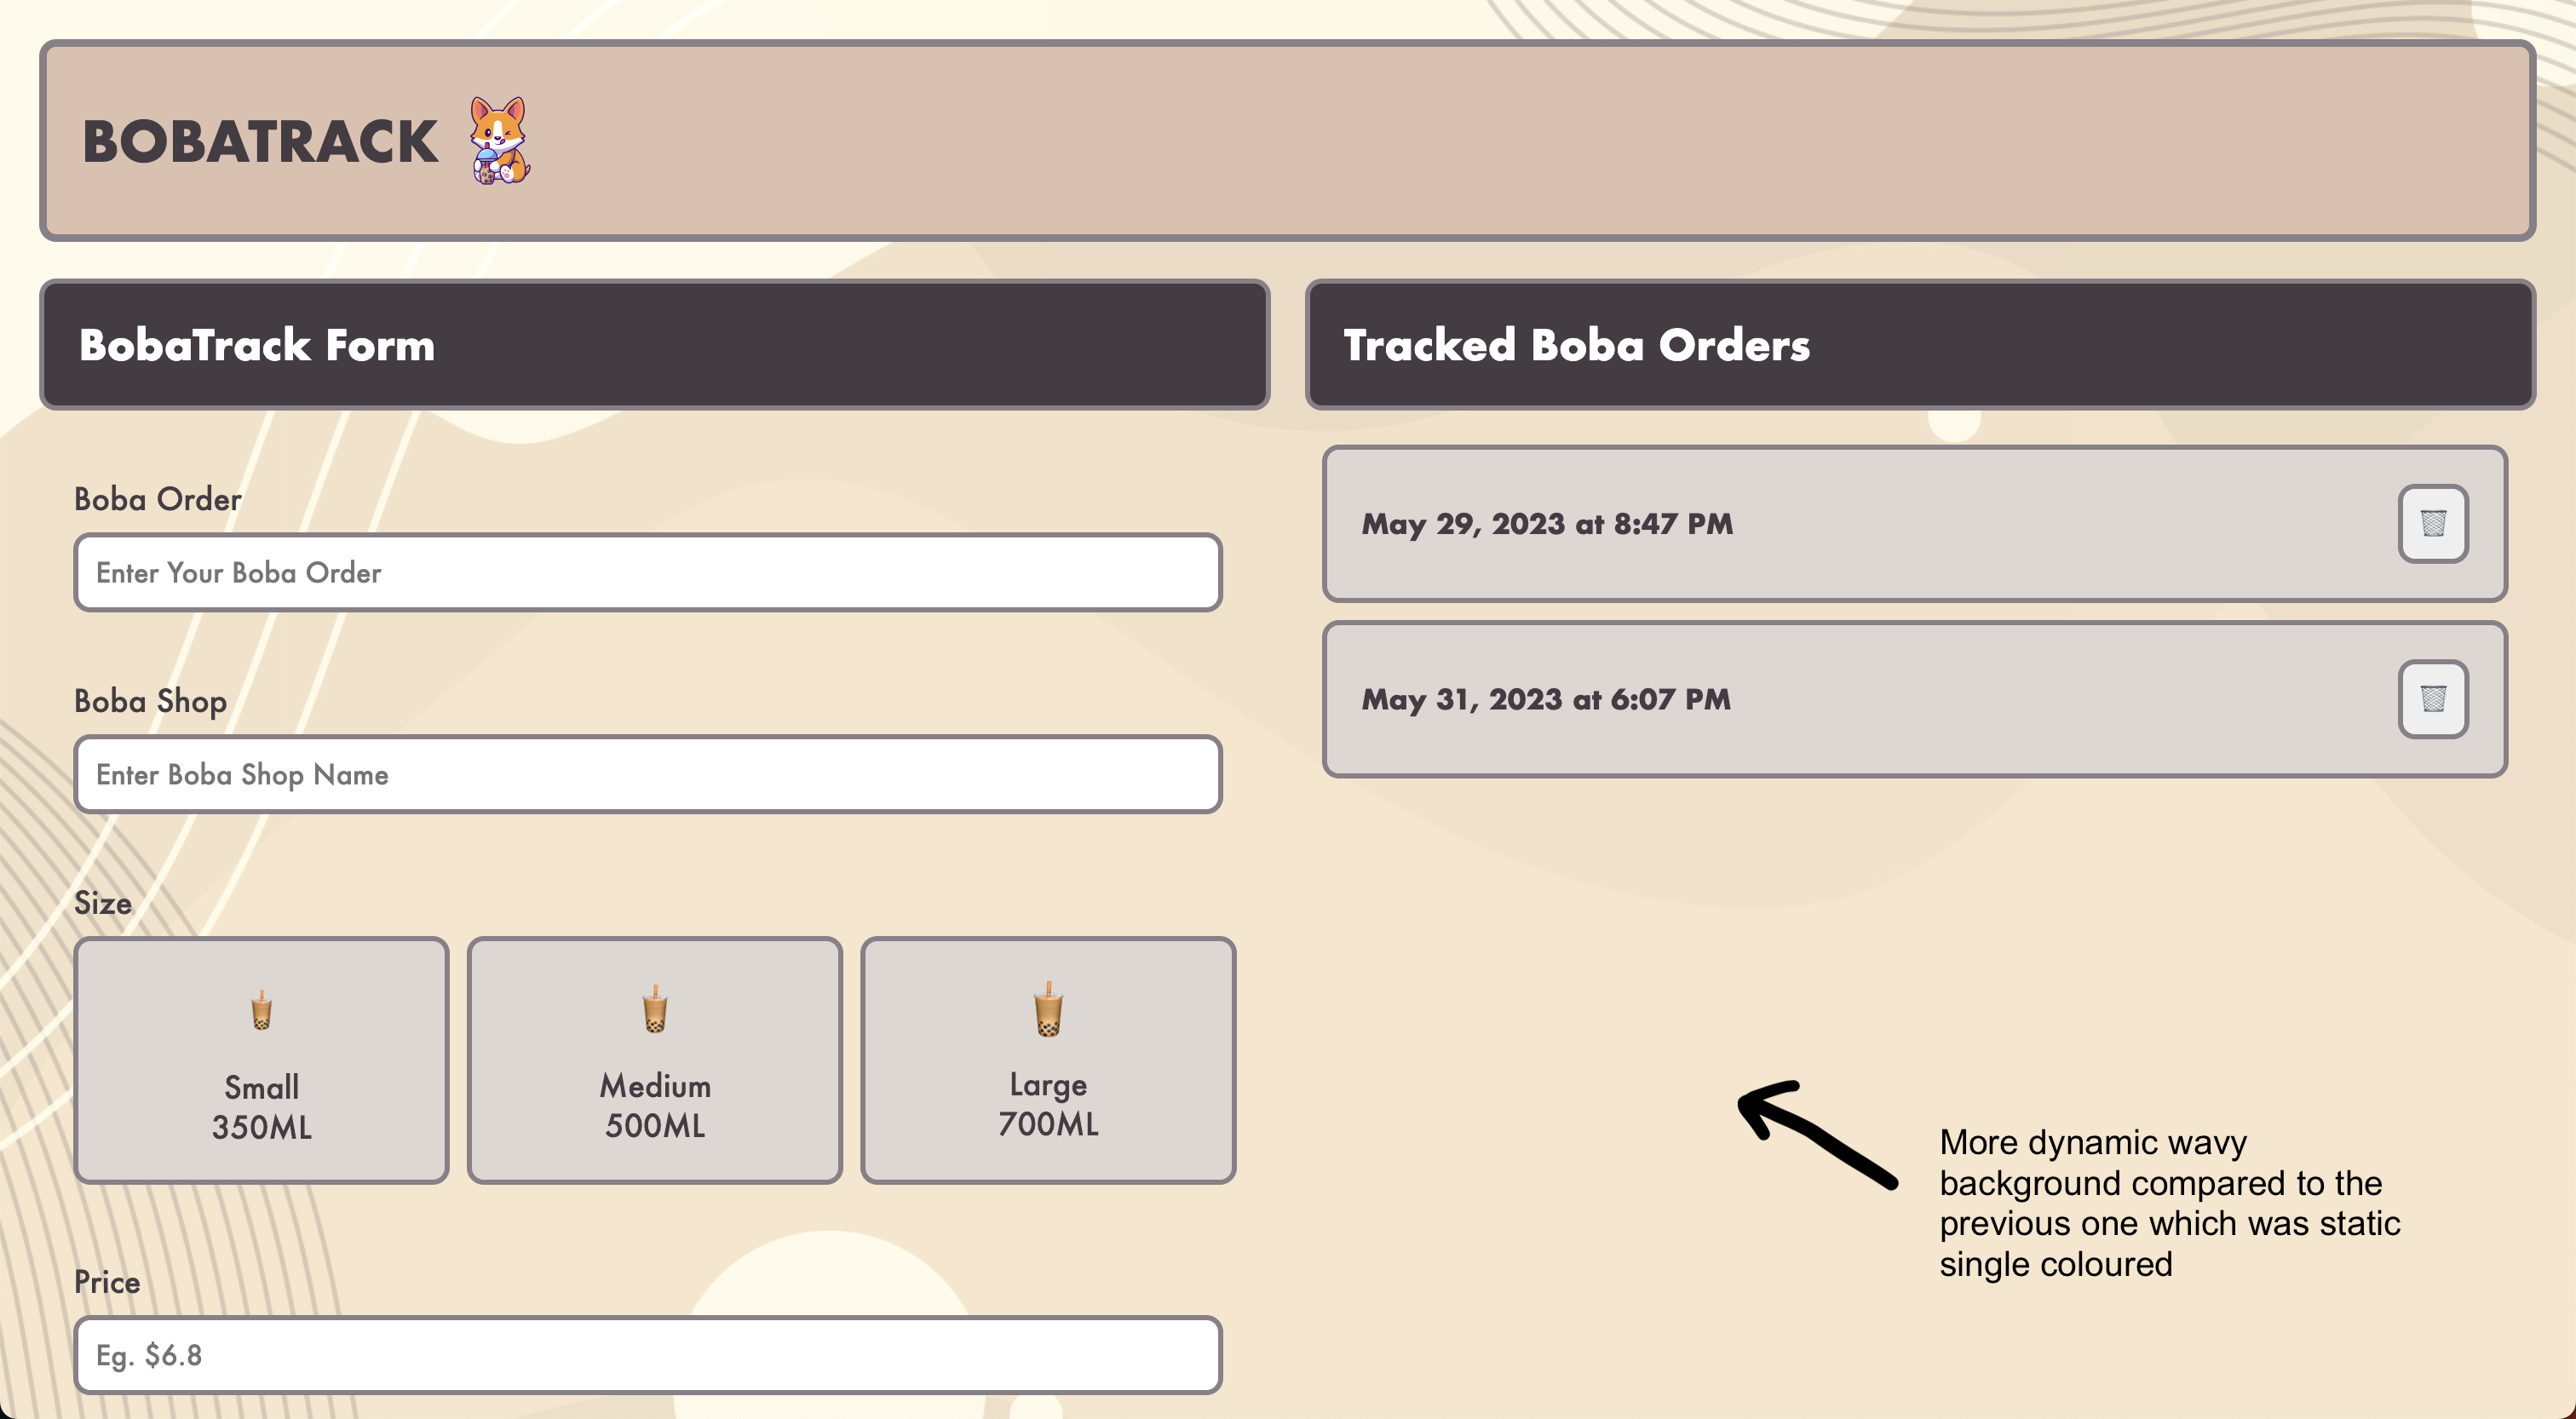 BOBATRACK
BobaTrack Form
Boba Order
Enter Your Boba Order
Boba Shop
Enter Boba Shop Name
Size
Small
350ML
Medium
500ML
Large
700ML
Price
Eg. $6.8
Tracked Boba Orders
May 29, 2023 at 8:47 PM
May 31, 2023 at 6:07 PM
More dynamic wavy
background compared to the
previous one which was static
single coloured